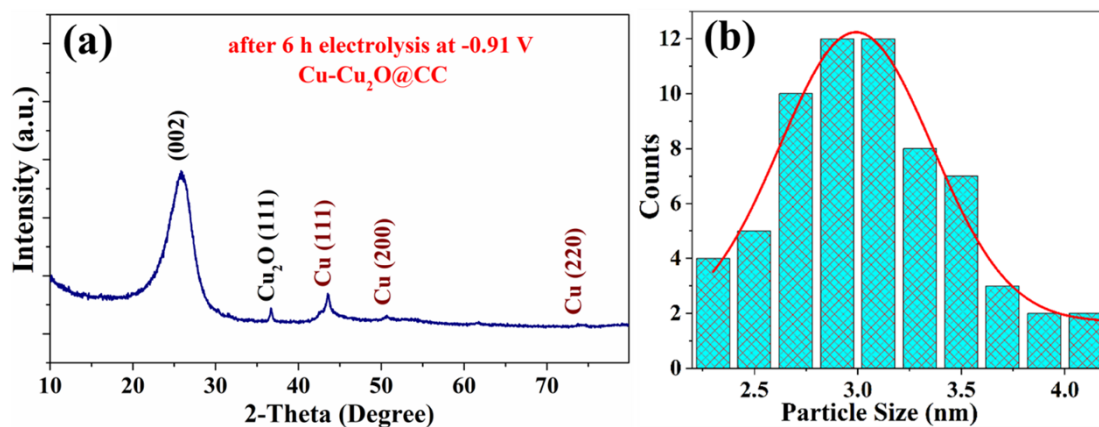 (a)
after 6 h electrolysis at -0.91 V
Cu-Cu₂O@CC
(002)
Cu₂O (111)
Cu (111)
Cu (200)
Cu (220)
Intensity (a.u.)
10 20 30 40 50 60 70
2-Theta (Degree)
(b)
12
10
8
6
4
2
0
Counts
2.5 3.0 3.5 4.0
Particle Size (nm)